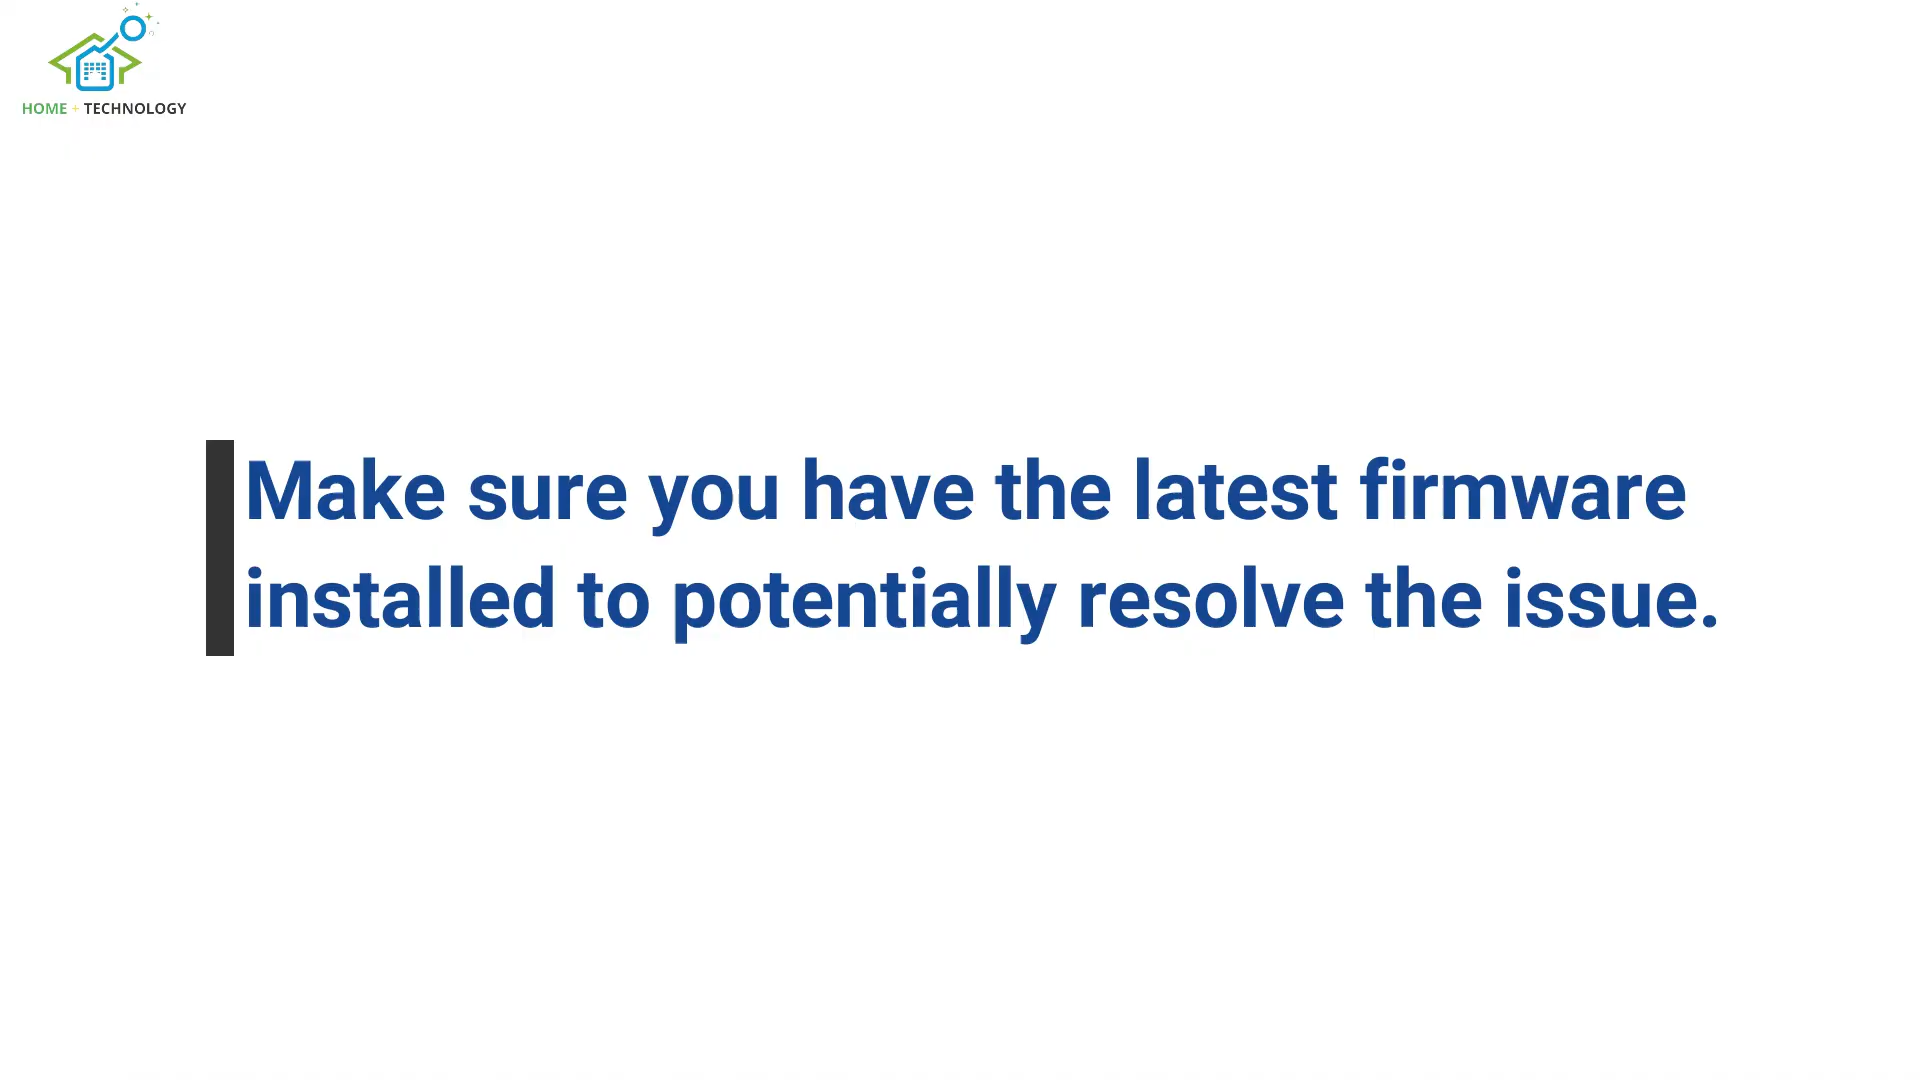 HOME + TECHNOLOGY
Make sure you have the latest firmware
installed to potentially resolve the issue.